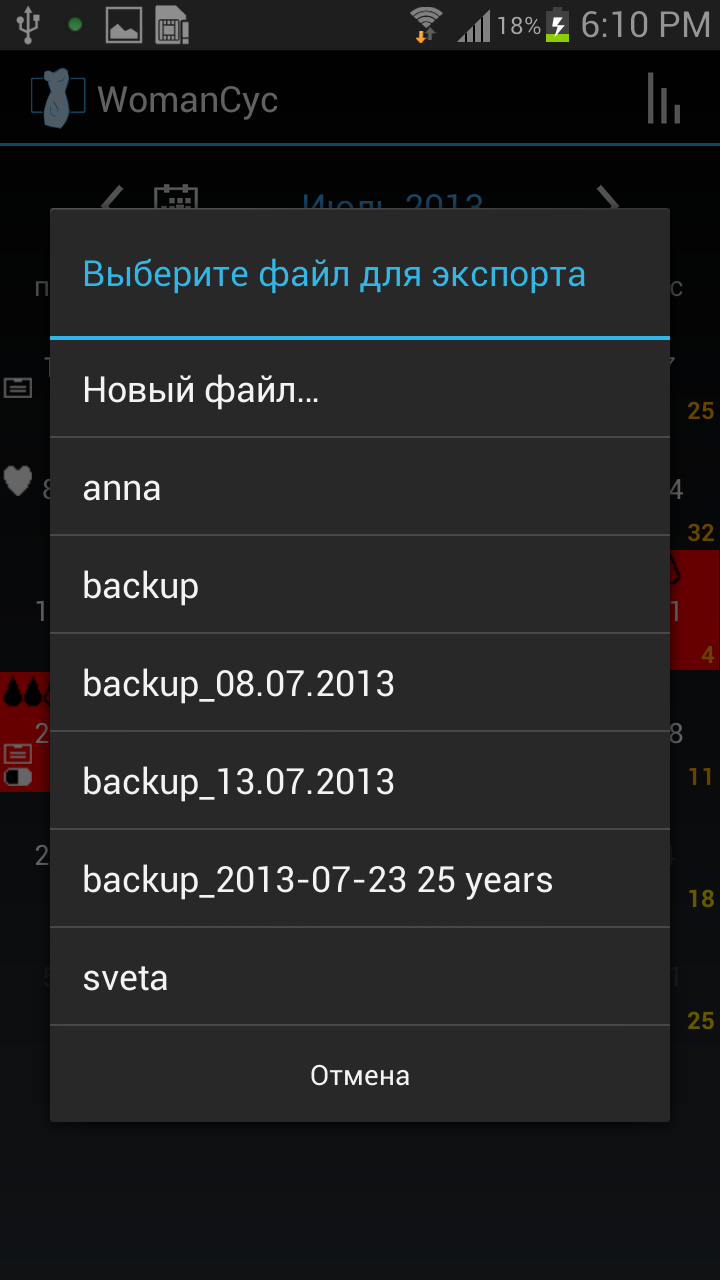 18% 6:10 PM
WomanCyc
Июль 2013
Выберите файл для экспорта
Новый файл...
25
anna
32
backup
4
backup_08.07.2013
8
backup_13.07.2013
11
backup_2013-07-23 25 years
18
sveta
25
Отмена